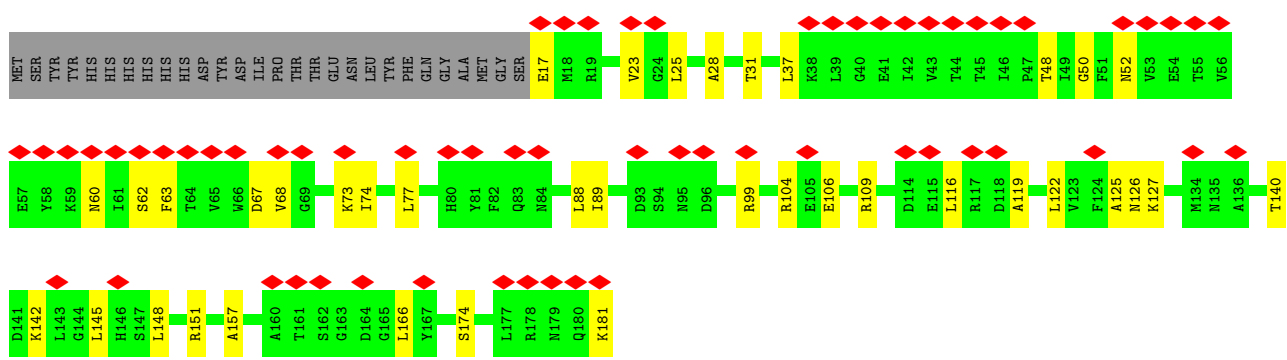 MET SER TYR TYR HIS HIS HIS HIS HIS HIS ASP TYR ASP ILE PRO THR THR GLU ASN LEU TYR PHE GLN GLY ALA MET GLY SER E17 M18 R19 V23 G24 L25 A28 T31 L37 K38 L39 G40 E41 I42 V43 T44 T45 I46 P47 T48 I49 G50 F51 N52 V53 E54 T55 V56
E57 Y58 K59 N60 I61 S62 F63 T64 V65 W66 D67 V68 G69 K73 I74 L77 H80 Y81 F82 Q83 N84 L88 I89 D93 S94 N95 D96 R99 R104 E105 E106 R109 D114 E115 L116 R117 D118 A119 L122 V123 F124 A125 N126 K127 M134 N135 A136 T140
D141 K142 L143 G144 L145 H146 S147 L148 R151 A157 A160 T161 S162 G163 D164 G165 L166 Y167 S174 L177 R178 N179 Q180 K181